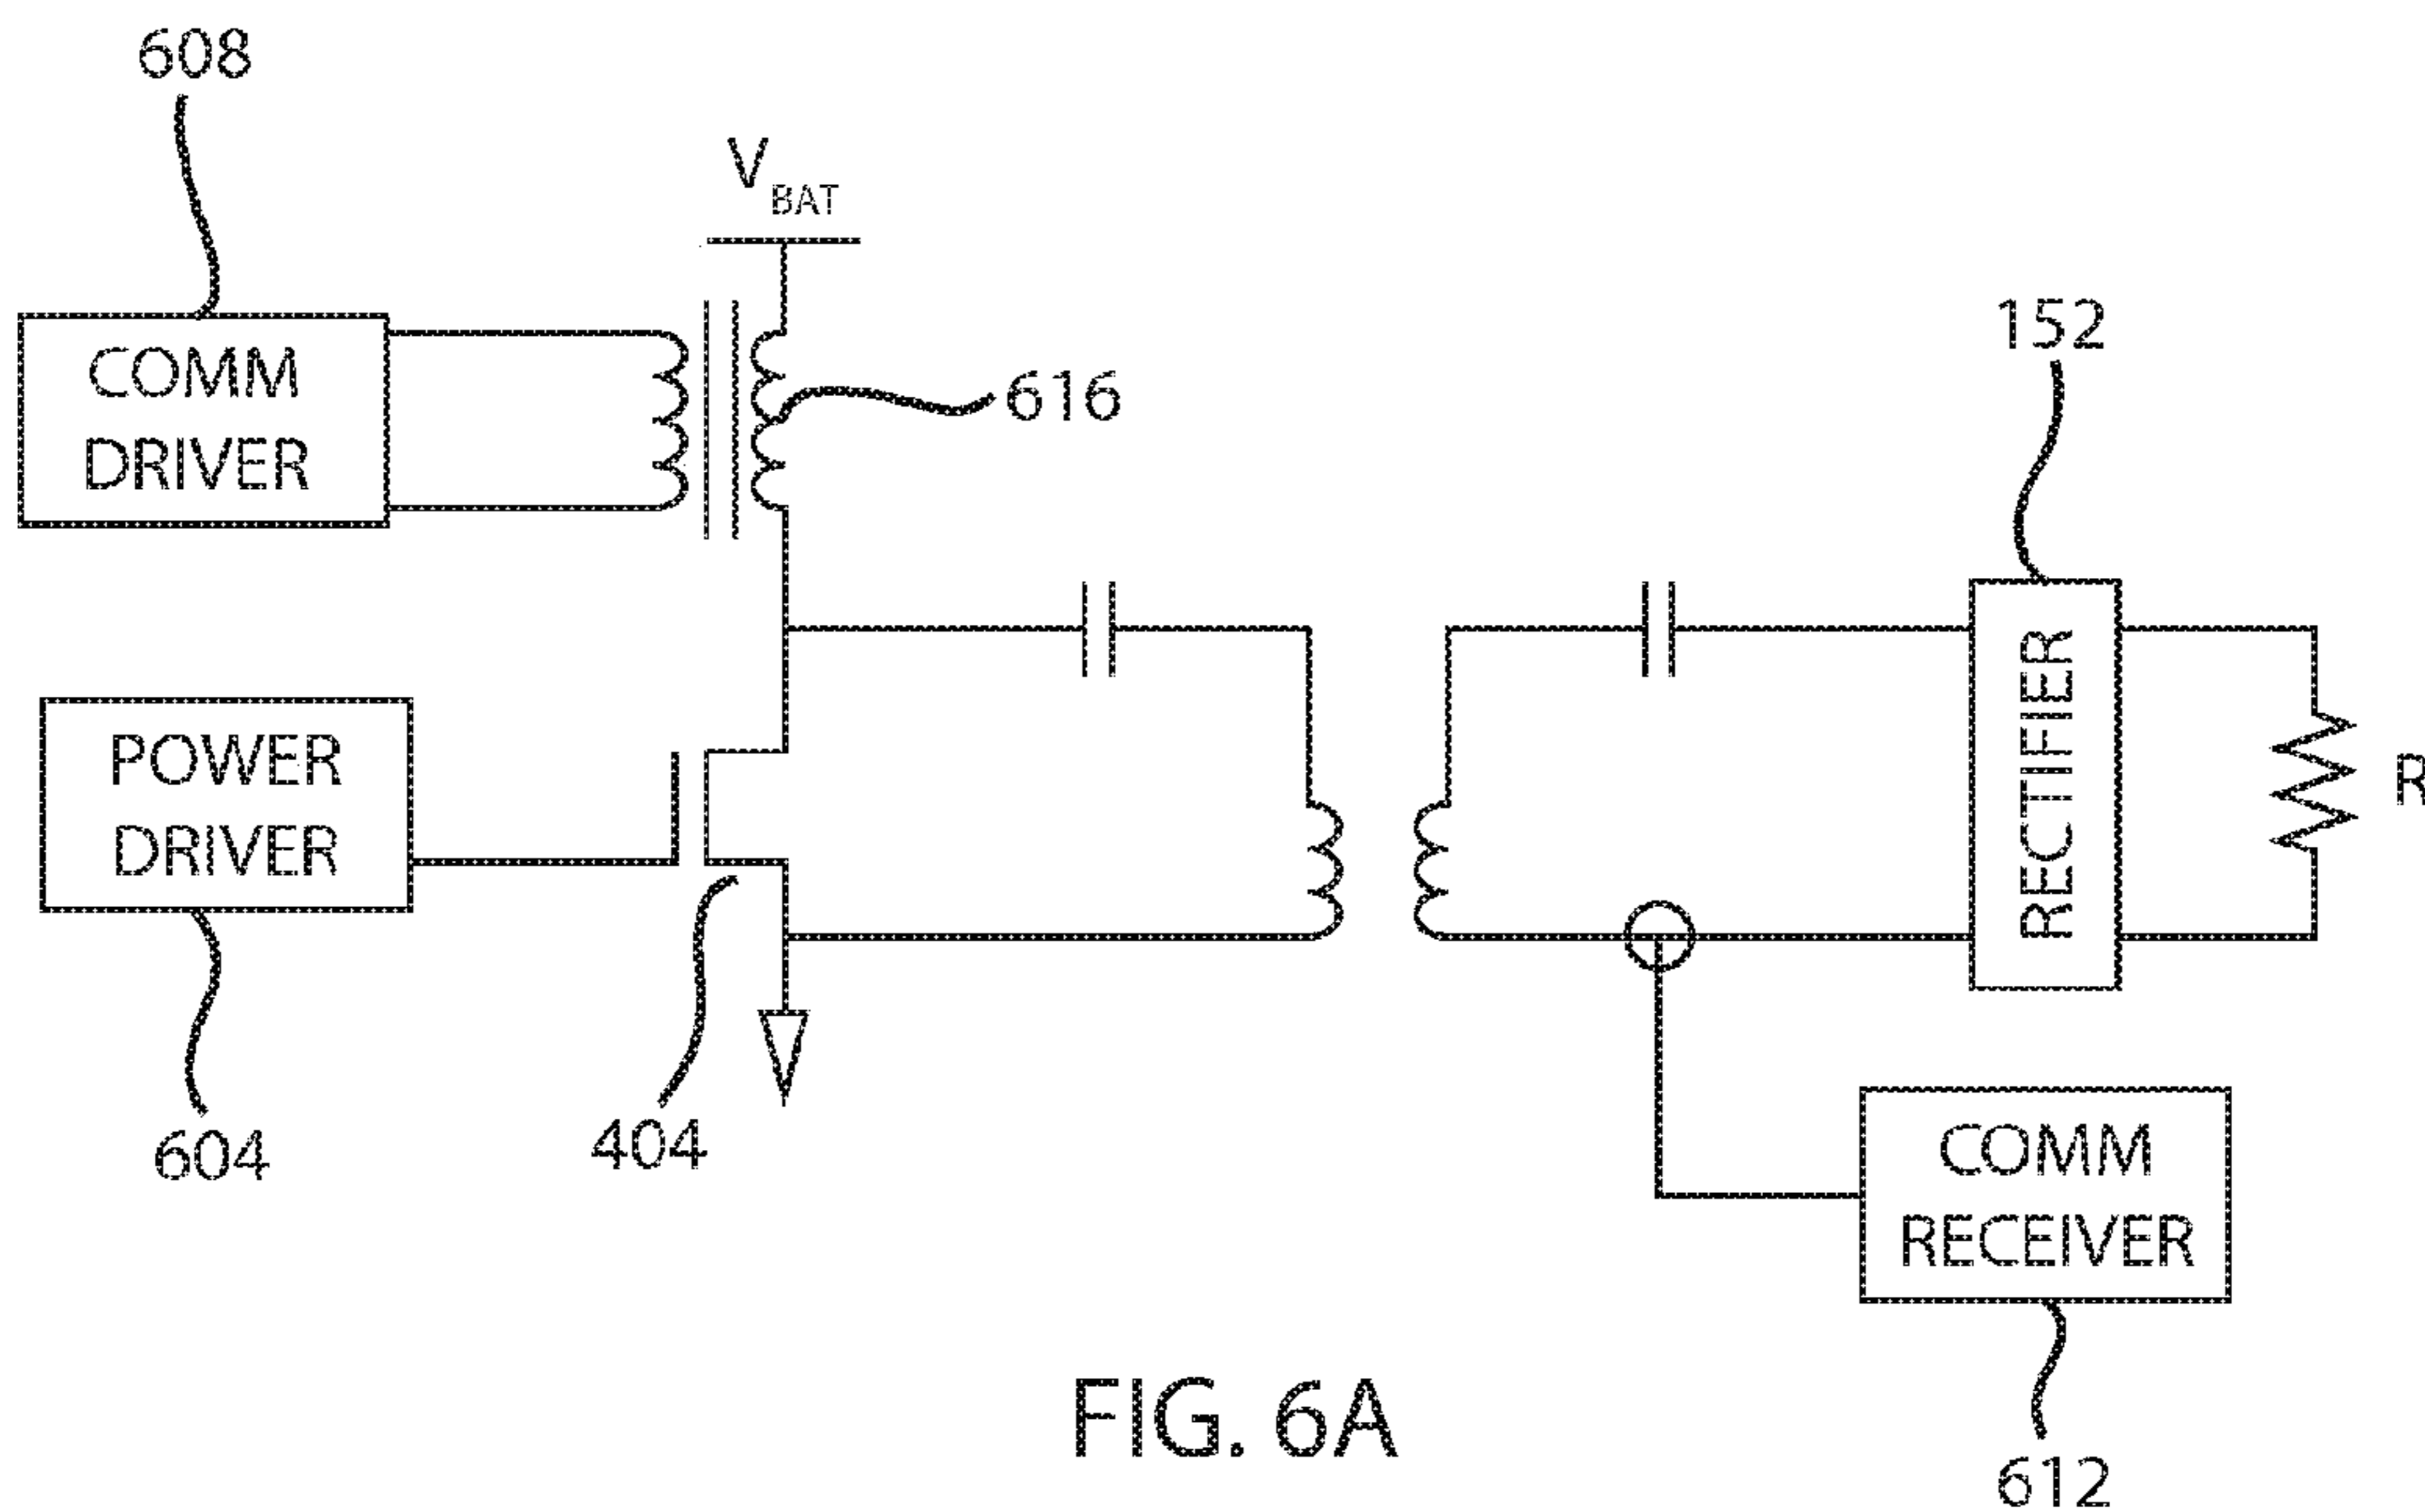 608
V BAT
COMM
DRIVER
616
152
POWER
DRIVER
RECTIFIER
R
604
404
COMM
RECEIVER
FIG. 6A
612